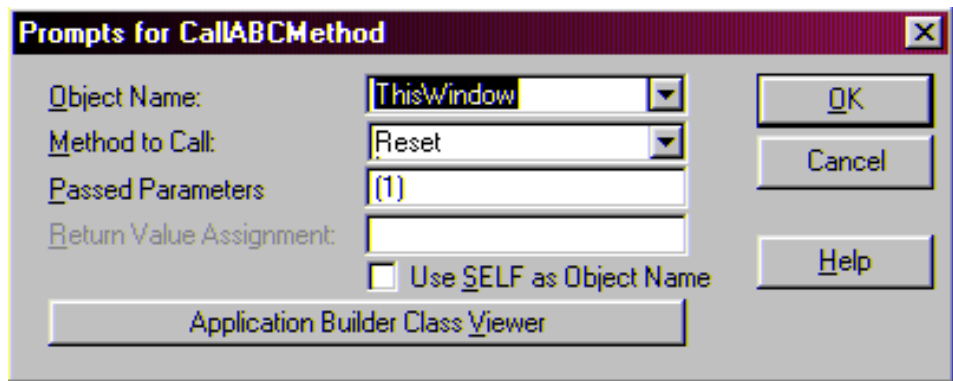 Prompts for CallABCMethod
Object Name: ThisWindow
OK
Method to Call: Reset
Cancel
Passed Parameters (1)
Return Value Assignment:
Use SELF as Object Name
Help
Application Builder Class Viewer